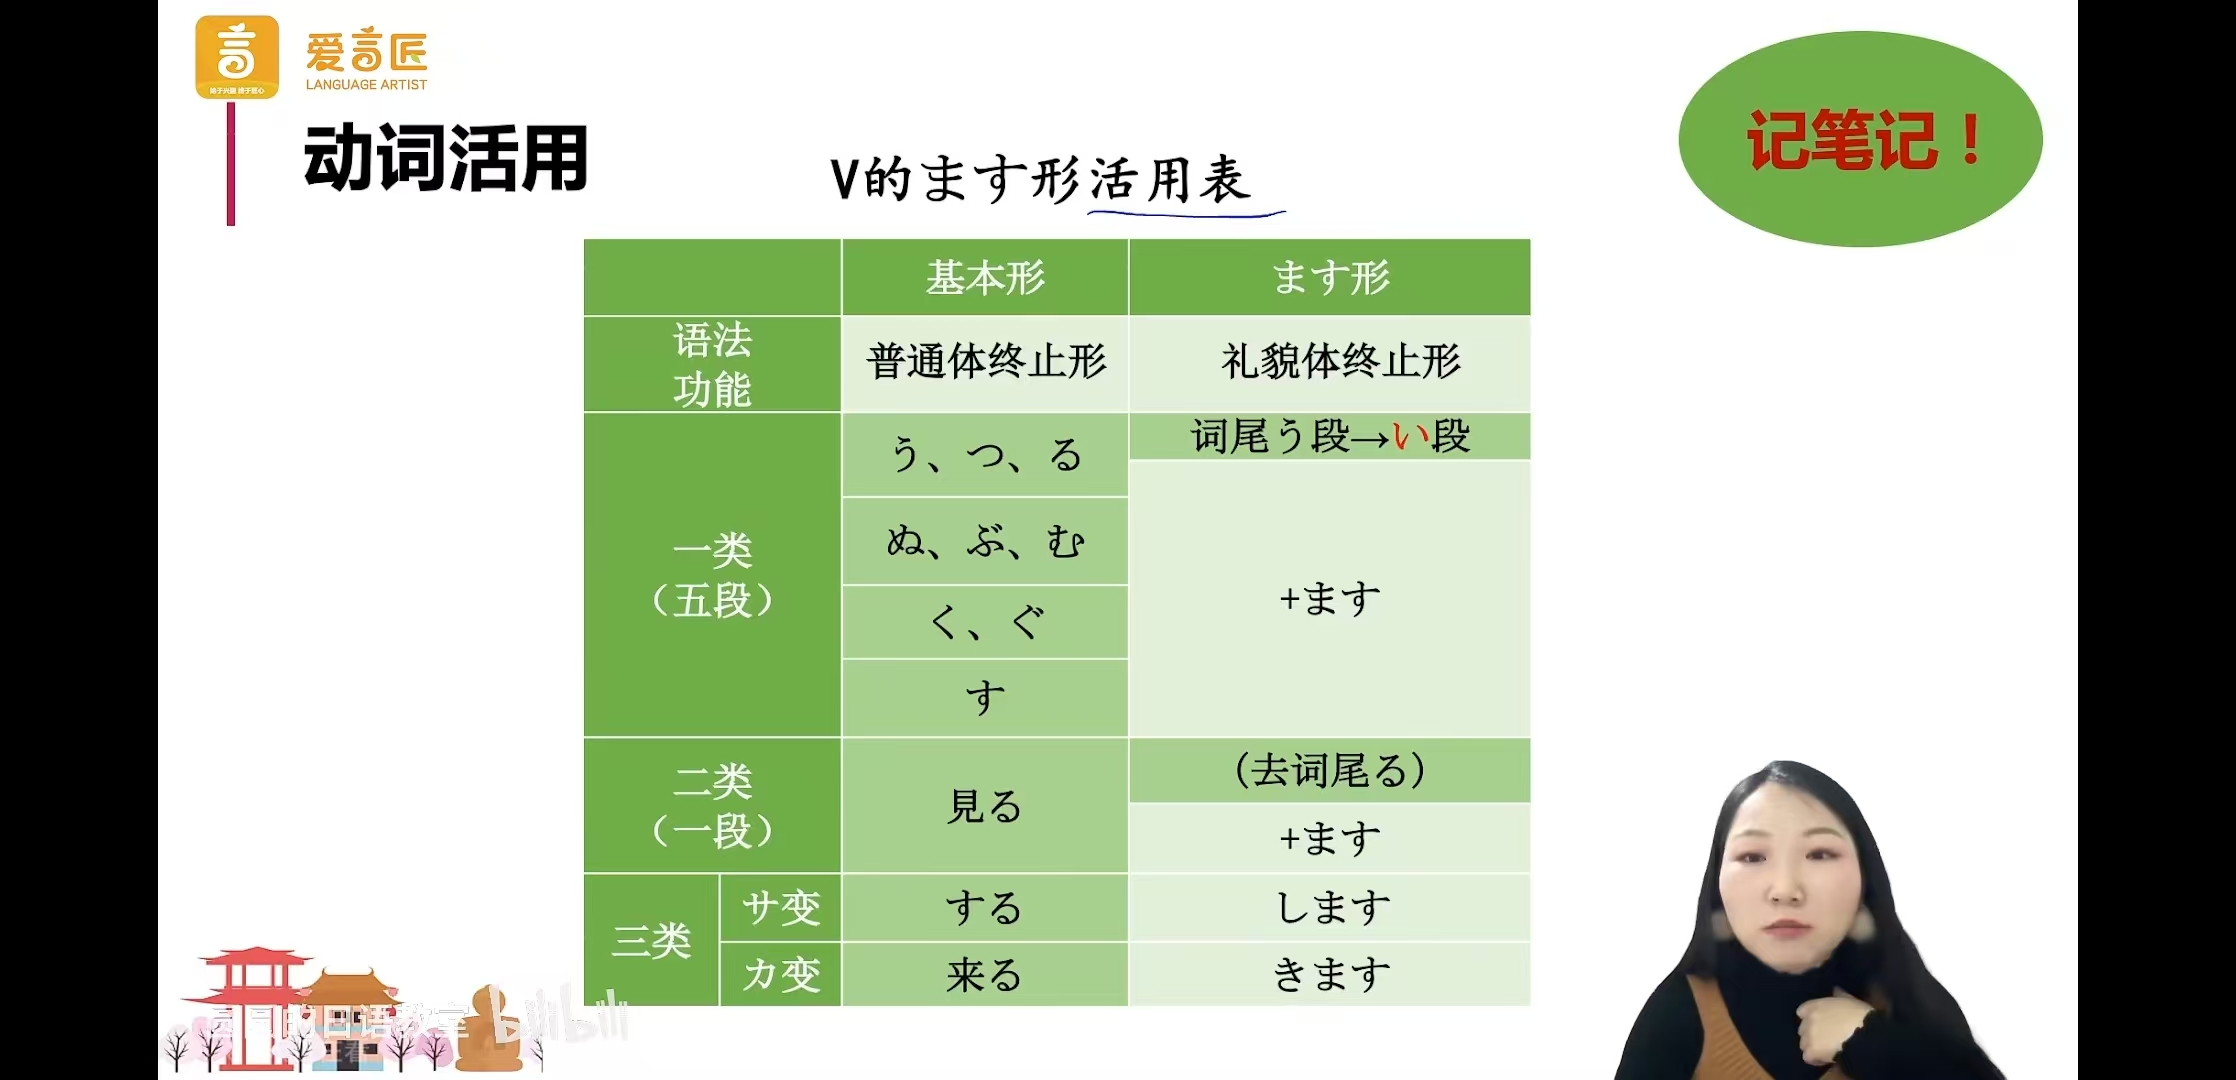 爱言匠
LANGUAGE ARTIST
动词活用
V的ます形活用表
记笔记！
基本形
ます形
语法
功能
普通体终止形
礼貌体终止形
一类
（五段）
う、つ、る
ぬ、ぶ、む
く、ぐ
す
词尾う段→い段
+ます
二类
（一段）
見る
（去词尾る）
+ます
三类
サ变
する
します
カ变
来る
きます
的日语教室
bilibili